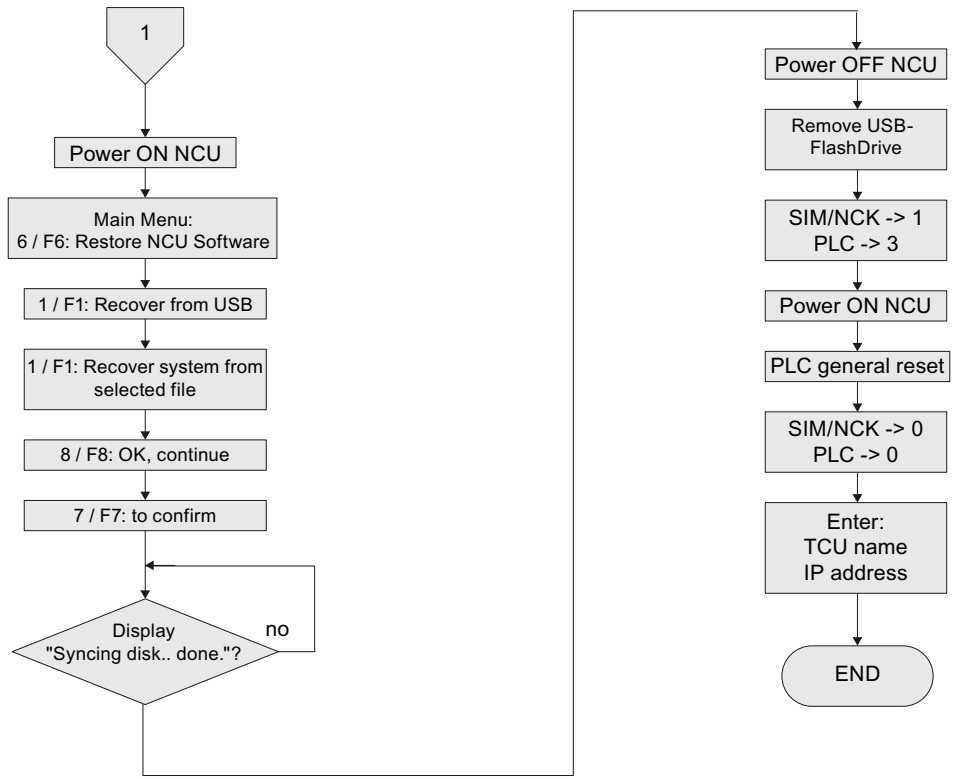 1
Power ON NCU
Main Menu:
6 / F6: Restore NCU Software
1 / F1: Recover from USB
1 / F1: Recover system from
selected file
8 / F8: OK, continue
7 / F7: to confirm
Display
"Syncing disk.. done."?
no
Power OFF NCU
Remove USB-
FlashDrive
SIM/NCK -> 1
PLC -> 3
Power ON NCU
PLC general reset
SIM/NCK -> 0
PLC -> 0
Enter:
TCU name
IP address
END